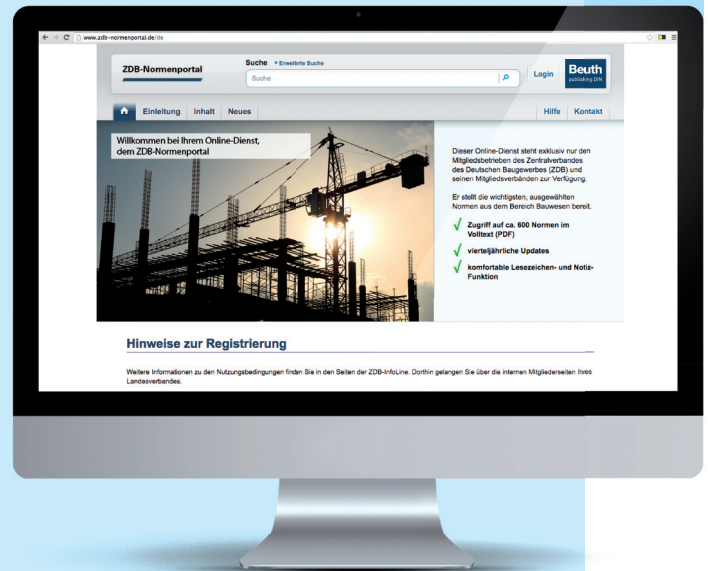 www.zdb-normenportal.de/de
ZDB-Normenportal
Suche • Erweitrte Suche
Suche
Login
Beuth
publishing DIN
Einleitung Inhalt Neues
Hilfe Kontakt
Willkommen bei Ihrem Online-Dienst,
dem ZDB-Normenportal
Dieser Online-Dienst steht exklusiv nur den
Mitgliedsbetrieben des Zentralverbandes
des Deutschen Baugewerbes (ZDB) und
seinen Mitgliedsverbänden zur Verfügung.
Er stellt die wichtigsten, ausgewählten
Normen aus dem Bereich Bauwesen bereit.
√ Zugriff auf ca. 600 Normen im
Volltext (PDF)
√ vierteljährliche Updates
√ komfortable Lesezeichen- und Notiz-
Funktion
Hinweise zur Registrierung
Weitere Informationen zu den Nutzungsbedingungen finden Sie in den Seiten der ZDB-InfoLine. Dorthin gelangen Sie über die internen Mitgliederseiten Ihres
Landesverbandes.